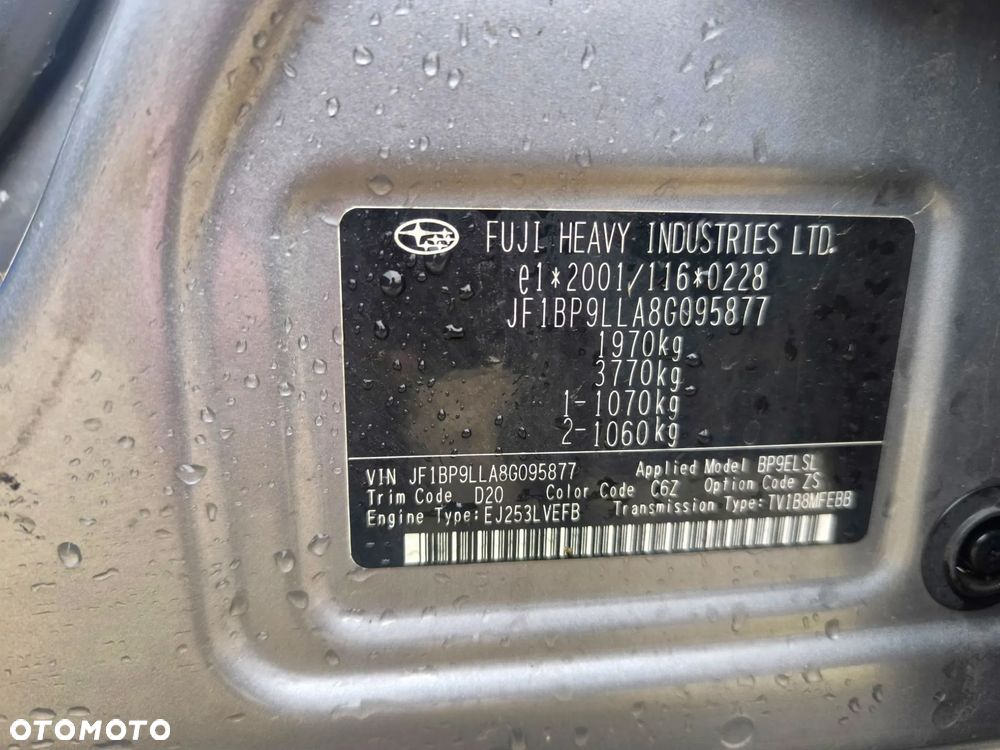 FUJI HEAVY INDUSTRIES LTD.
e1*2001/116*0228
JF1BP9LLA8G095877
1970kg
3770kg
1-1070kg
2-1060kg
VIN JF1BP9LLA8G095877 Applied Model BP9ELSL
Trim Code D20 Color Code C6Z Option Code ZS
Engine Type: EJ253LVEFB Transmission Type: TV1B8MFEBB
OTOMOTO